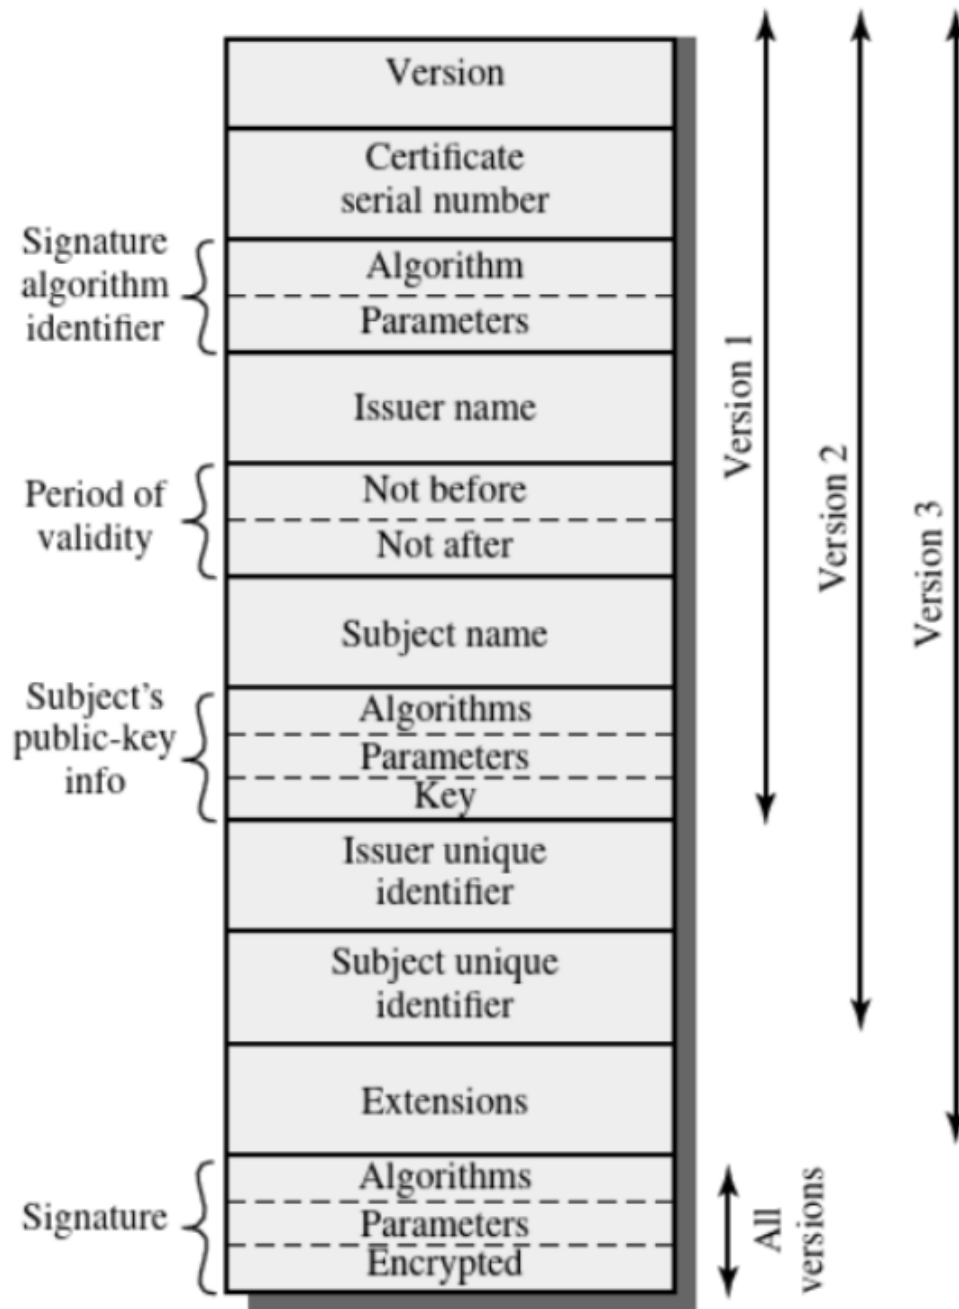 Version
Certificate
serial number
Signature
algorithm
identifier
Algorithm
Parameters
Issuer name
Period of
validity
Not before
Not after
Subject name
Subject's
public-key
info
Algorithms
Parameters
Key
Issuer unique
identifier
Subject unique
identifier
Extensions
Signature
Algorithms
Parameters
Encrypted
Version 1
Version 2
Version 3
All
versions